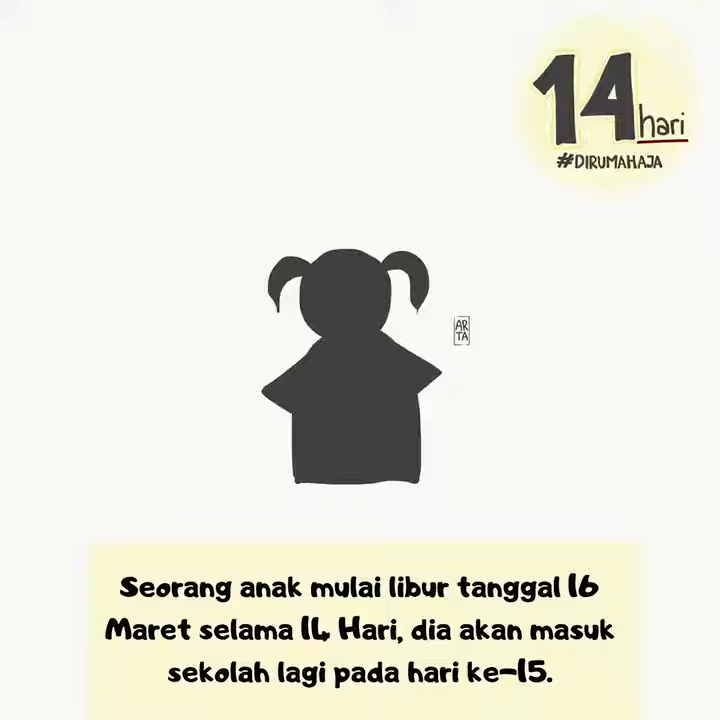 14 hari
#DIRUMAHAJA
AR
TA
Seorang anak mulai libur tanggal 16
Maret selama 14 Hari, dia akan masuk
sekolah lagi pada hari ke-15.